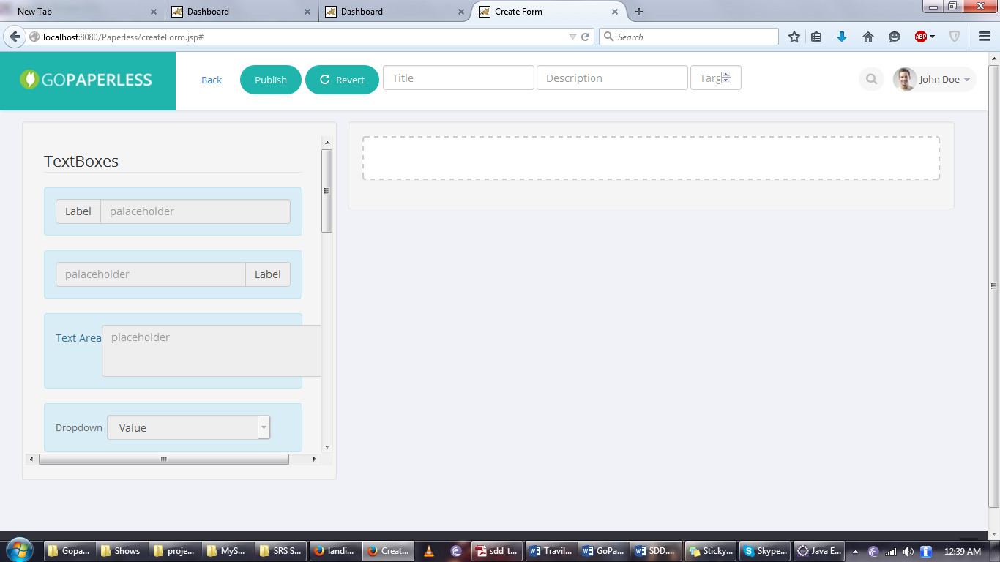 New Tab
Dashboard
Dashboard
Create Form
localhost:8080/Paperless/createForm.jsp#
Search
ABP
GOPAPERLESS
Back
Publish
Revert
Title
Description
Targ
John Doe
TextBoxes
Label
palaceholder
palaceholder
Label
Text Area
placeholder
Dropdown
Value
Gopa...
Shows
proje...
MyS...
SRS S...
landi...
Creat...
sdd_t...
Travil...
GoPa...
SDD....
Sticky...
Skype...
Java E...
12:39 AM